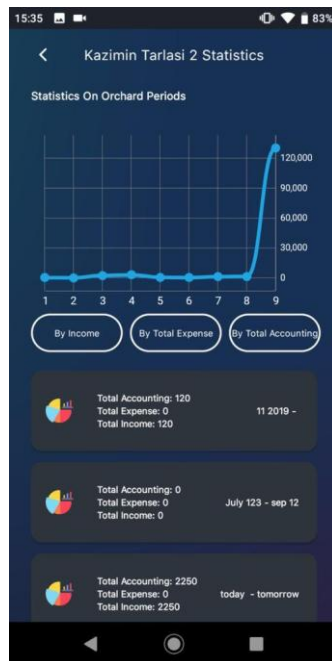 15:35 83%
Kazimin Tarlasi 2 Statistics
Statistics On Orchard Periods
120,000
90,000
60,000
30,000
0
1 2 3 4 5 6 7 8 9
By Income By Total Expense By Total Accounting
Total Accounting: 120
Total Expense: 0 11 2019 -
Total Income: 120
Total Accounting: 0
Total Expense: 0 July 123 - sep 12
Total Income: 0
Total Accounting: 2250
Total Expense: 0 today - tomorrow
Total Income: 2250